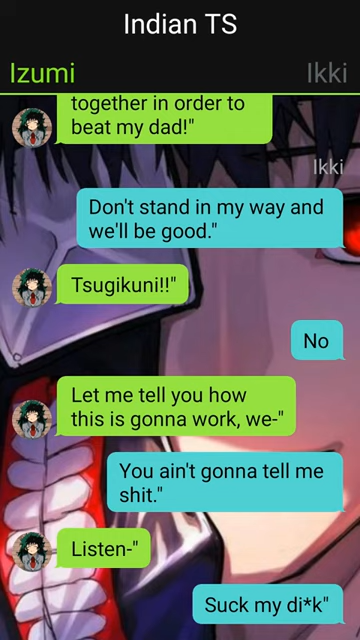 Indian TS
Izumi Ikki
together in order to
beat my dad!"
Ikki
Don't stand in my way and
we'll be good."
Tsugikuni!!"
No
Let me tell you how
this is gonna work, we-"
You ain't gonna tell me
shit."
Listen-"
Suck my di*k"